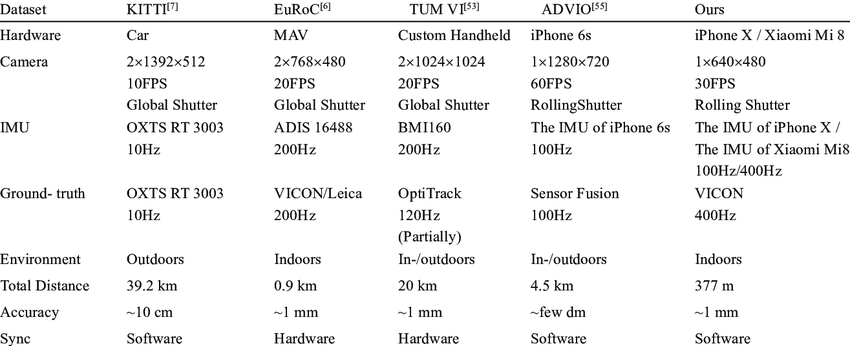 Dataset KITTI[7] EuRoC[6] TUM VI[53] ADVIO[55] Ours
Hardware Car MAV Custom Handheld iPhone 6s iPhone X / Xiaomi Mi 8
Camera 2×1392×512 2×768×480 2×1024×1024 1×1280×720 1×640×480
10FPS 20FPS 20FPS 60FPS 30FPS
Global Shutter Global Shutter Global Shutter RollingShutter Rolling Shutter
IMU OXTS RT 3003 ADIS 16488 BMI160 The IMU of iPhone 6s The IMU of iPhone X /
10Hz 200Hz 200Hz 100Hz The IMU of Xiaomi Mi8
100Hz/400Hz
Ground- truth OXTS RT 3003 VICON/Leica OptiTrack Sensor Fusion VICON
10Hz 200Hz 120Hz 100Hz 400Hz
(Partially)
Environment Outdoors Indoors In-/outdoors In-/outdoors Indoors
Total Distance 39.2 km 0.9 km 20 km 4.5 km 377 m
Accuracy ~10 cm ~1 mm ~1 mm ~few dm ~1 mm
Sync Software Hardware Hardware Software Software